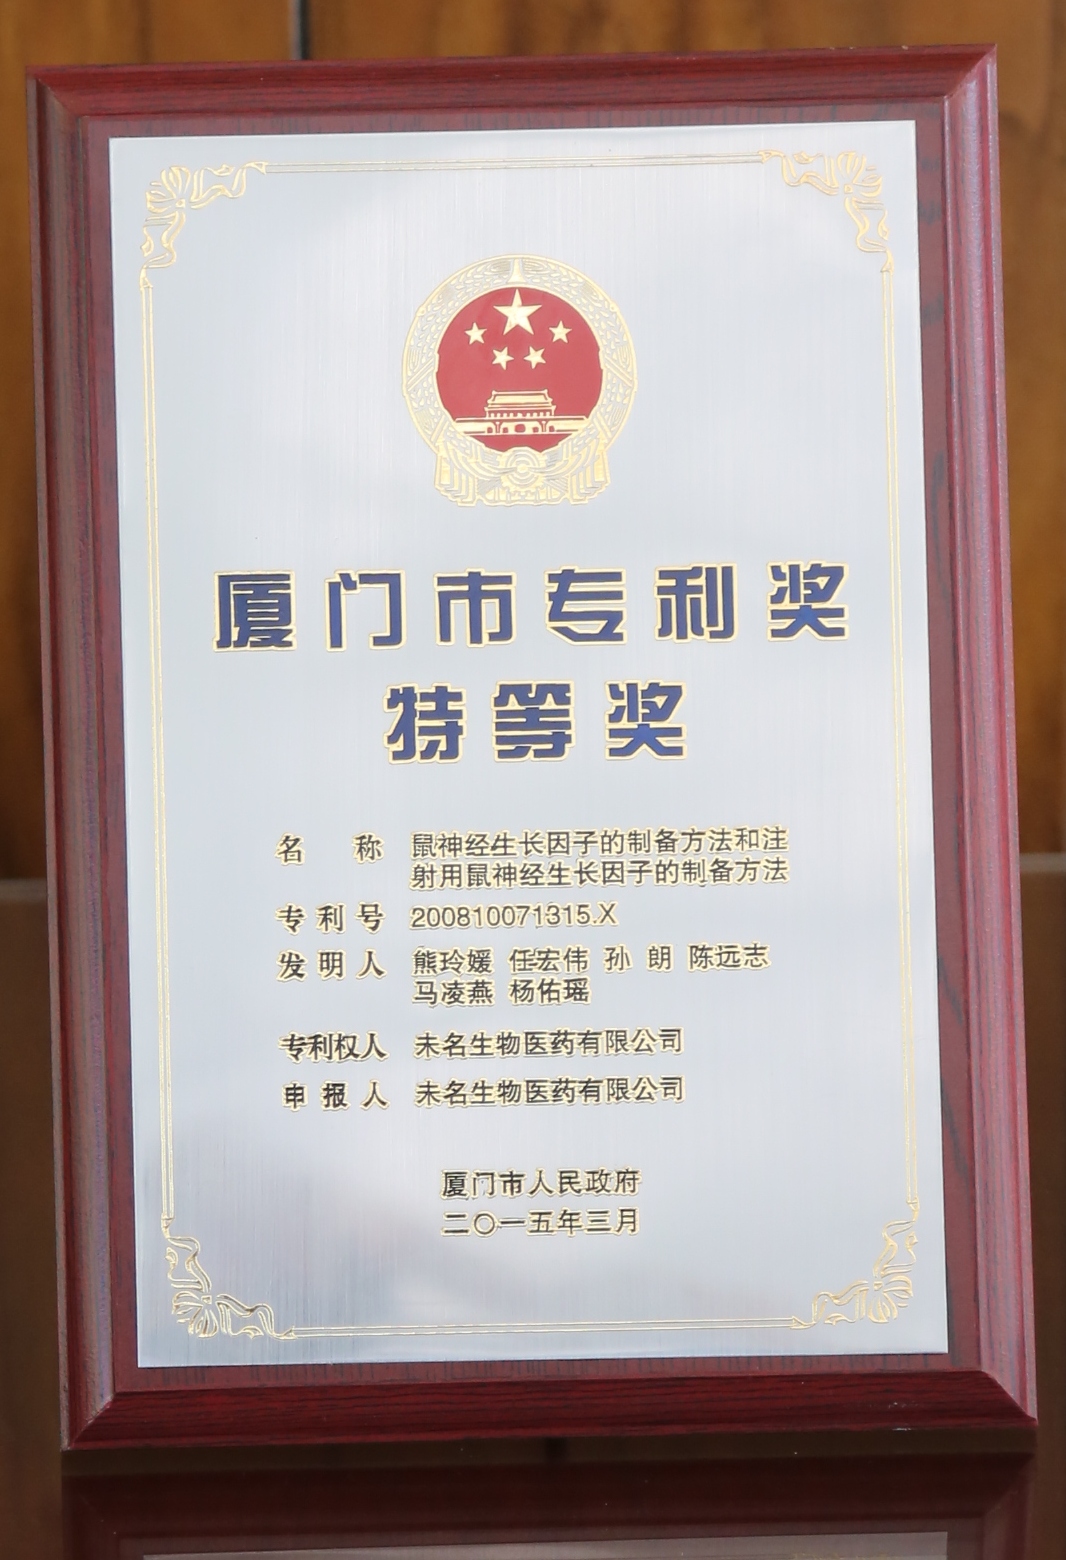 厦门市专利奖
特等奖
名 称 鼠神经生长因子的制备方法和注
射用鼠神经生长因子的制备方法
专利号 200810071315.X
发明人 熊玲媛 任宏伟 孙 朗 陈远志
马凌燕 杨佑瑶
专利权人 未名生物医药有限公司
申报人 未名生物医药有限公司
厦门市人民政府
二〇一五年三月